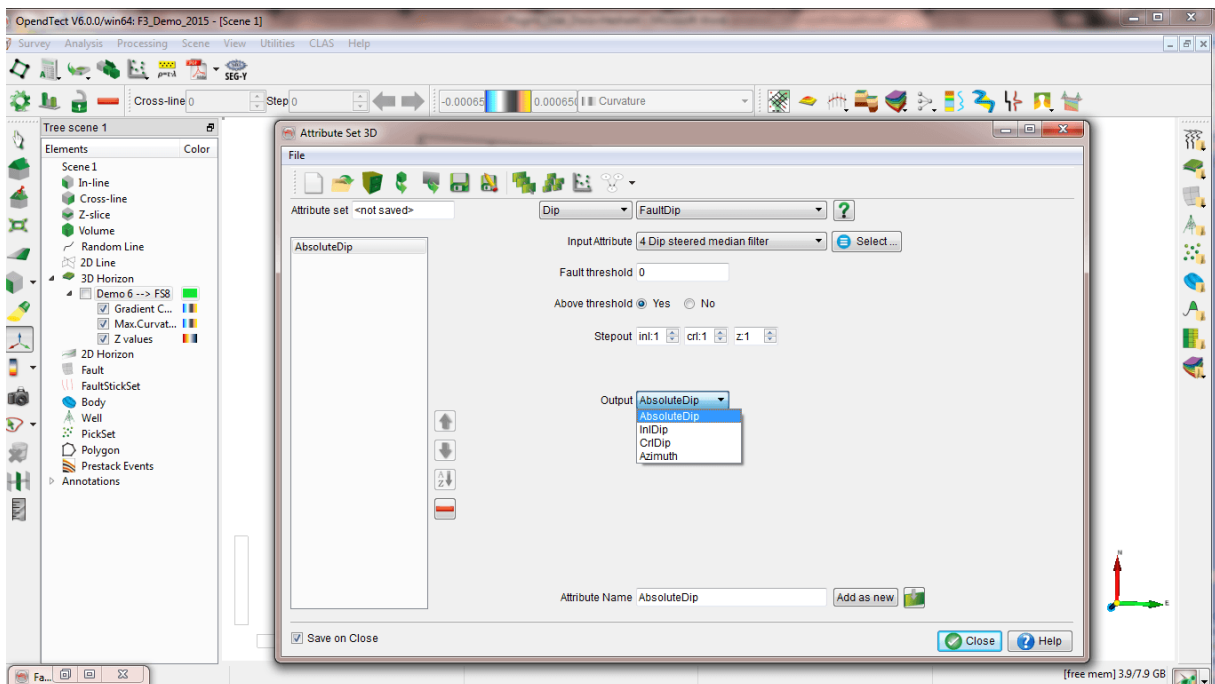 OpendTect V6.0.0/win64: F3_Demo_2015 - [Scene 1]
Survey Analysis Processing Scene View Utilities CLAS Help
SEG-Y
Cross-line 0 Step 0 -0.00065 0.00065 Curvature
Tree scene 1
Elements Color
Scene 1
In-line
Cross-line
Z-slice
Volume
Random Line
2D Line
3D Horizon
Demo 6 --> FS8
Gradient C...
Max.Curvat...
Z values
2D Horizon
Fault
FaultStickSet
Body
Well
PickSet
Polygon
Prestack Events
Annotations
Attribute Set 3D
File
Attribute set <not saved> Dip FaultDip ?
AbsoluteDip
Input Attribute 4 Dip steered median filter Select ...
Fault threshold 0
Above threshold Yes No
Stepout inl:1 crl:1 z:1
Output AbsoluteDip
AbsoluteDip
InlDip
CrlDip
Azimuth
A
Z
Attribute Name AbsoluteDip Add as new
Save on Close
Close ? Help
N
E
Fa...
[free mem] 3.9/7.9 GB